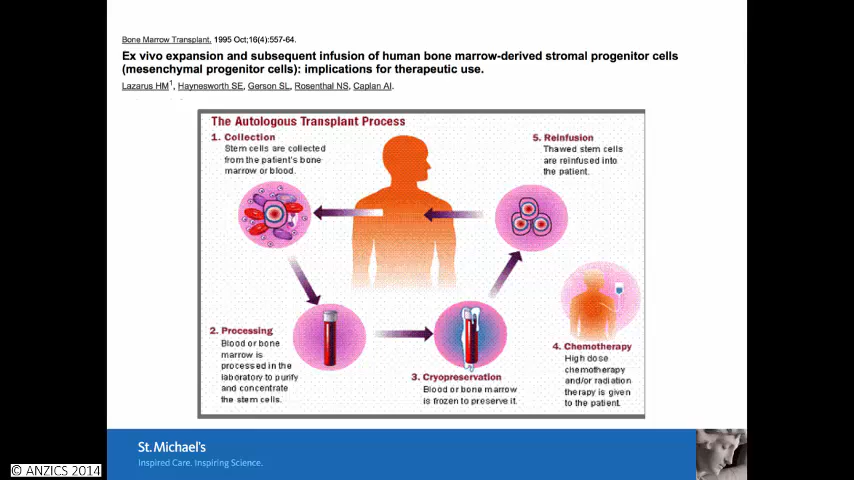 Bone Marrow Transplant. 1995 Oct;16(4):557-64.
Ex vivo expansion and subsequent infusion of human bone marrow-derived stromal progenitor cells
(mesenchymal progenitor cells): implications for therapeutic use.
Lazarus HM1, Haynesworth SE, Gerson SL, Rosenthal NS, Caplan AI.
The Autologous Transplant Process
1. Collection
Stem cells are collected
from the patient's bone
marrow or blood.
5. Reinfusion
Thawed stem cells
are reinfused into
the patient.
2. Processing
Blood or bone
marrow is
processed in the
laboratory to purify
and concentrate
the stem cells.
3. Cryopreservation
Blood or bone marrow
is frozen to preserve it.
4. Chemotherapy
High dose
chemotherapy
and/or radiation
therapy is given
to the patient.
St. Michael's
Inspired Care. Inspiring Science.
© ANZICS 2014